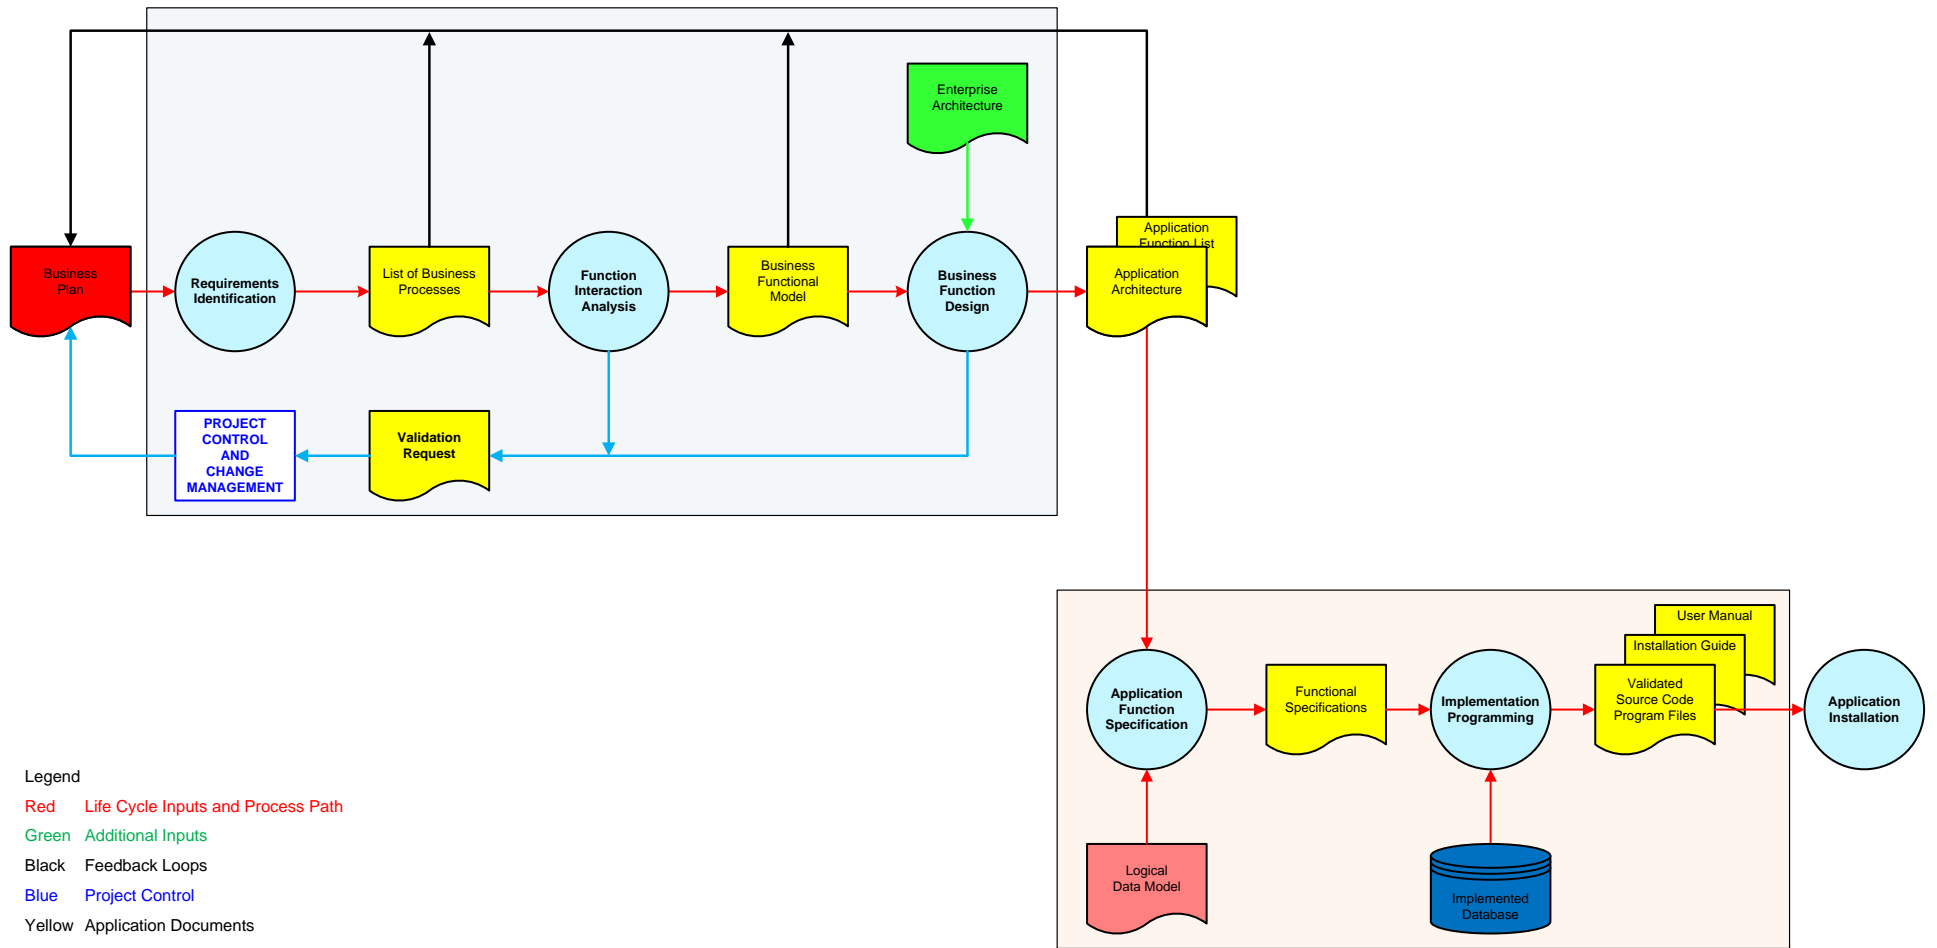 Enterprise
Architecture
Application
Function List
Business
Plan
Requirements
Identification
List of Business
Processes
Function
Interaction
Analysis
Business
Functional
Model
Business
Function
Design
Application
Architecture
PROJECT
CONTROL
AND
CHANGE
MANAGEMENT
Validation
Request
User Manual
Installation Guide
Application
Function
Specification
Functional
Specifications
Implementation
Programming
Validated
Source Code
Program Files
Application
Installation
Logical
Data Model
Implemented
Database
Legend
Red Life Cycle Inputs and Process Path
Green Additional Inputs
Black Feedback Loops
Blue Project Control
Yellow Application Documents